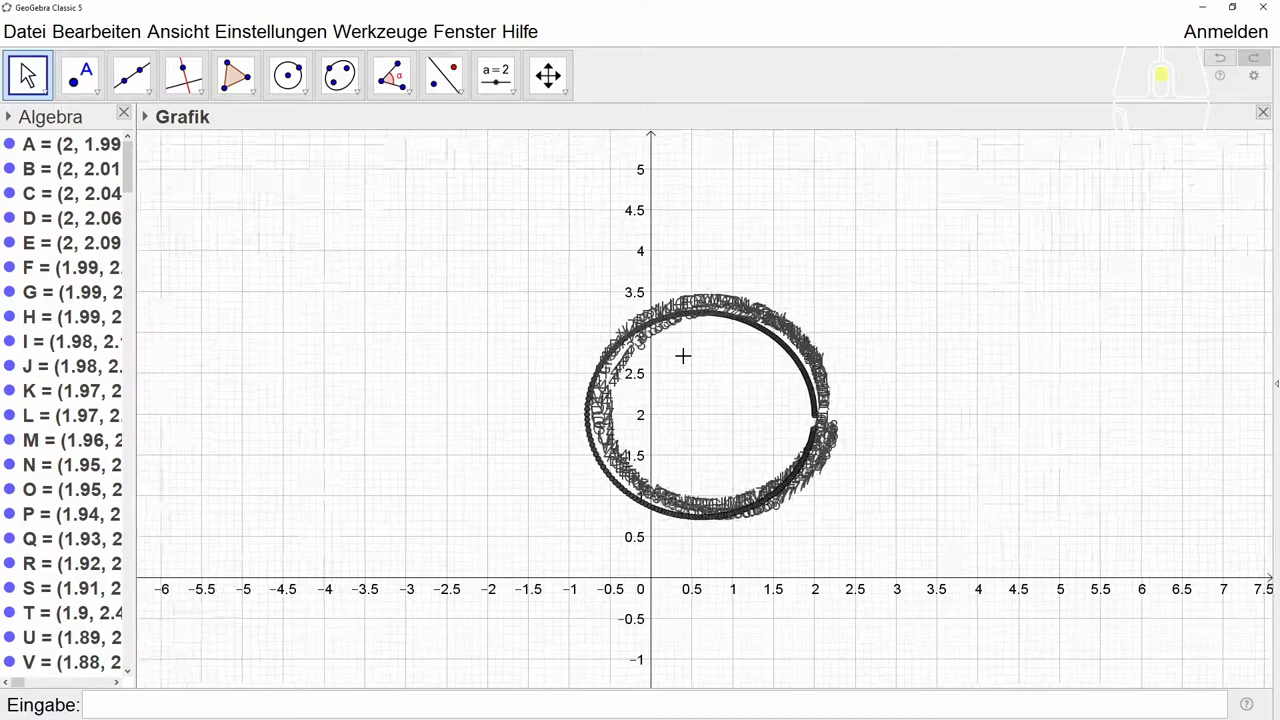 GeoGebra Classic 5
Datei Bearbeiten Ansicht Einstellungen Werkzeuge Fenster Hilfe
Anmelden
A
α
a = 2
Algebra
Grafik
A = (2, 1.99
B = (2, 2.01
C = (2, 2.04
D = (2, 2.06
E = (2, 2.09
F = (1.99, 2.
G = (1.99, 2
H = (1.99, 2
I = (1.98, 2.
J = (1.98, 2
K = (1.97, 2
L = (1.97, 2
M = (1.96, 2
N = (1.95, 2
O = (1.95, 2
P = (1.94, 2
Q = (1.93, 2
R = (1.92, 2
S = (1.91, 2
T = (1.9, 2.4
U = (1.89, 2
V = (1.88, 2
5
4.5
4
3.5
2.5
2
1.5
0.5
−6 −5.5 −5 −4.5 −4 −3.5 −3 −2.5 −2 −1.5 −1 −0.5 0 0.5 1 1.5 2 2.5 3 3.5 4 4.5 5 5.5 6 6.5 7 7.5
−0.5
−1
Eingabe: